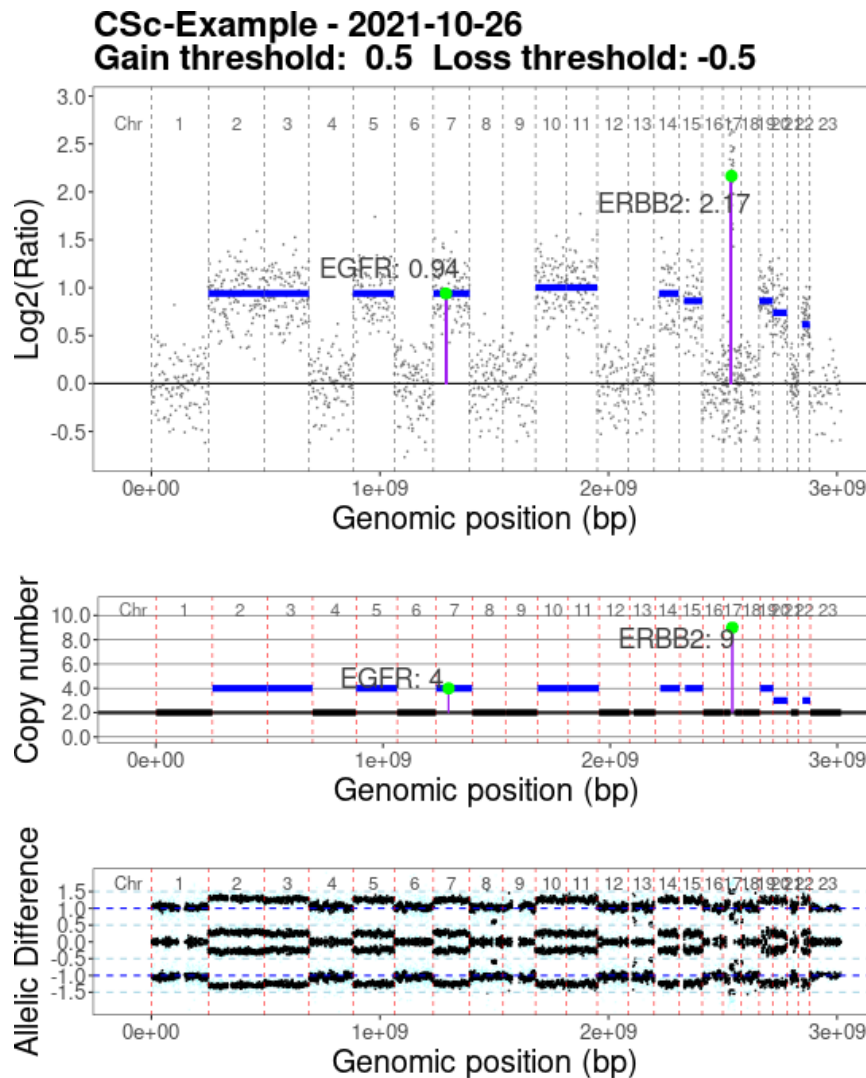 CSc-Example - 2021-10-26
Gain threshold:  0.5  Loss threshold: -0.5
Log2(Ratio)
3.0
2.5
2.0
1.5
1.0
0.5
0.0
-0.5
Chr 1 2 3 4 5 6 7 8 9 10 11 12 13 14 15 16 17 18 19 20 21 22 23
ERBB2: 2.17
EGFR: 0.94
0e+00 1e+09 2e+09 3e+09
Genomic position (bp)
Copy number
10.0
8.0
6.0
4.0
2.0
0.0
Chr 1 2 3 4 5 6 7 8 9 10 11 12 13 14 15 16 17 18 19 20 21 22 23
ERBB2: 9
EGFR: 4
0e+00 1e+09 2e+09 3e+09
Genomic position (bp)
Allelic Difference
1.5
1.0
0.5
0.0
-0.5
-1.0
-1.5
Chr 1 2 3 4 5 6 7 8 9 10 11 12 13 14 15 16 17 18 19 20 21 22 23
0e+00 1e+09 2e+09 3e+09
Genomic position (bp)